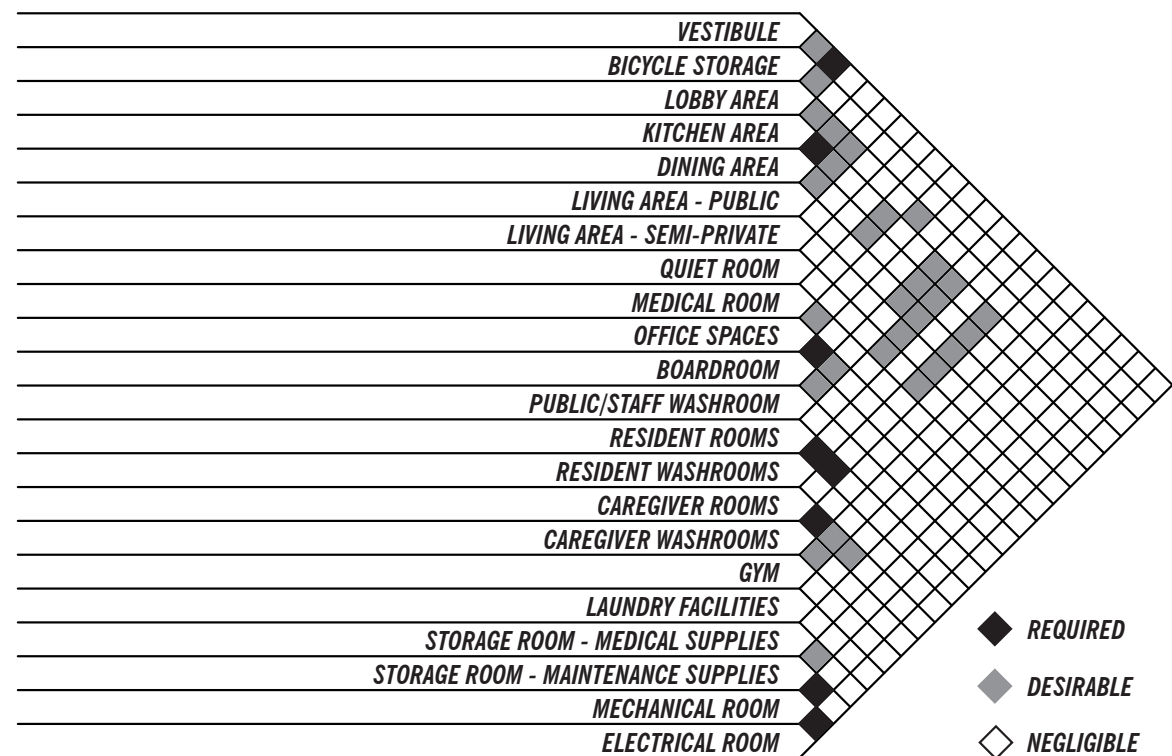 VESTIBULE
BICYCLE STORAGE
LOBBY AREA
KITCHEN AREA
DINING AREA
LIVING AREA - PUBLIC
LIVING AREA - SEMI-PRIVATE
QUIET ROOM
MEDICAL ROOM
OFFICE SPACES
BOARDROOM
PUBLIC/STAFF WASHROOM
RESIDENT ROOMS
RESIDENT WASHROOMS
CAREGIVER ROOMS
CAREGIVER WASHROOMS
GYM
LAUNDRY FACILITIES
STORAGE ROOM - MEDICAL SUPPLIES
STORAGE ROOM - MAINTENANCE SUPPLIES
MECHANICAL ROOM
ELECTRICAL ROOM
REQUIRED
DESIRABLE
NEGLIGIBLE